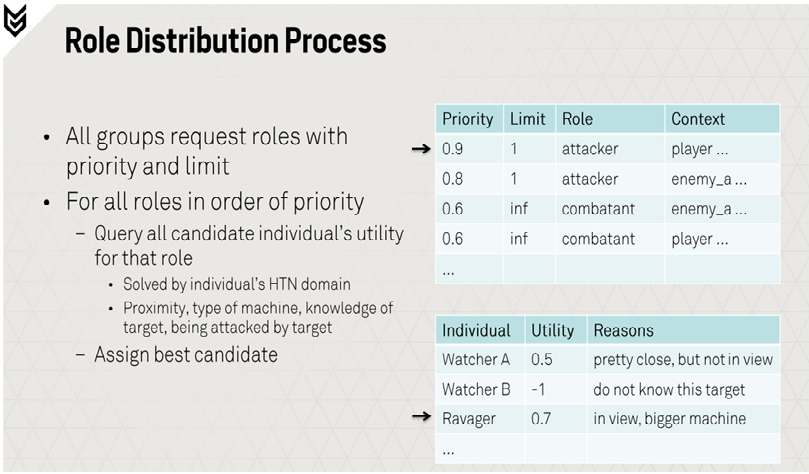 Role Distribution Process
• All groups request roles with
priority and limit
• For all roles in order of priority
– Query all candidate individual's utility
for that role
• Solved by individual's HTN domain
• Proximity, type of machine, knowledge of
target, being attacked by target
– Assign best candidate
Priority Limit Role Context
→ 0.9 1 attacker player ...
0.8 1 attacker enemy_a ...
0.6 inf combatant enemy_a ...
0.6 inf combatant player ...
...
Individual Utility Reasons
Watcher A 0.5 pretty close, but not in view
Watcher B -1 do not know this target
→ Ravager 0.7 in view, bigger machine
...